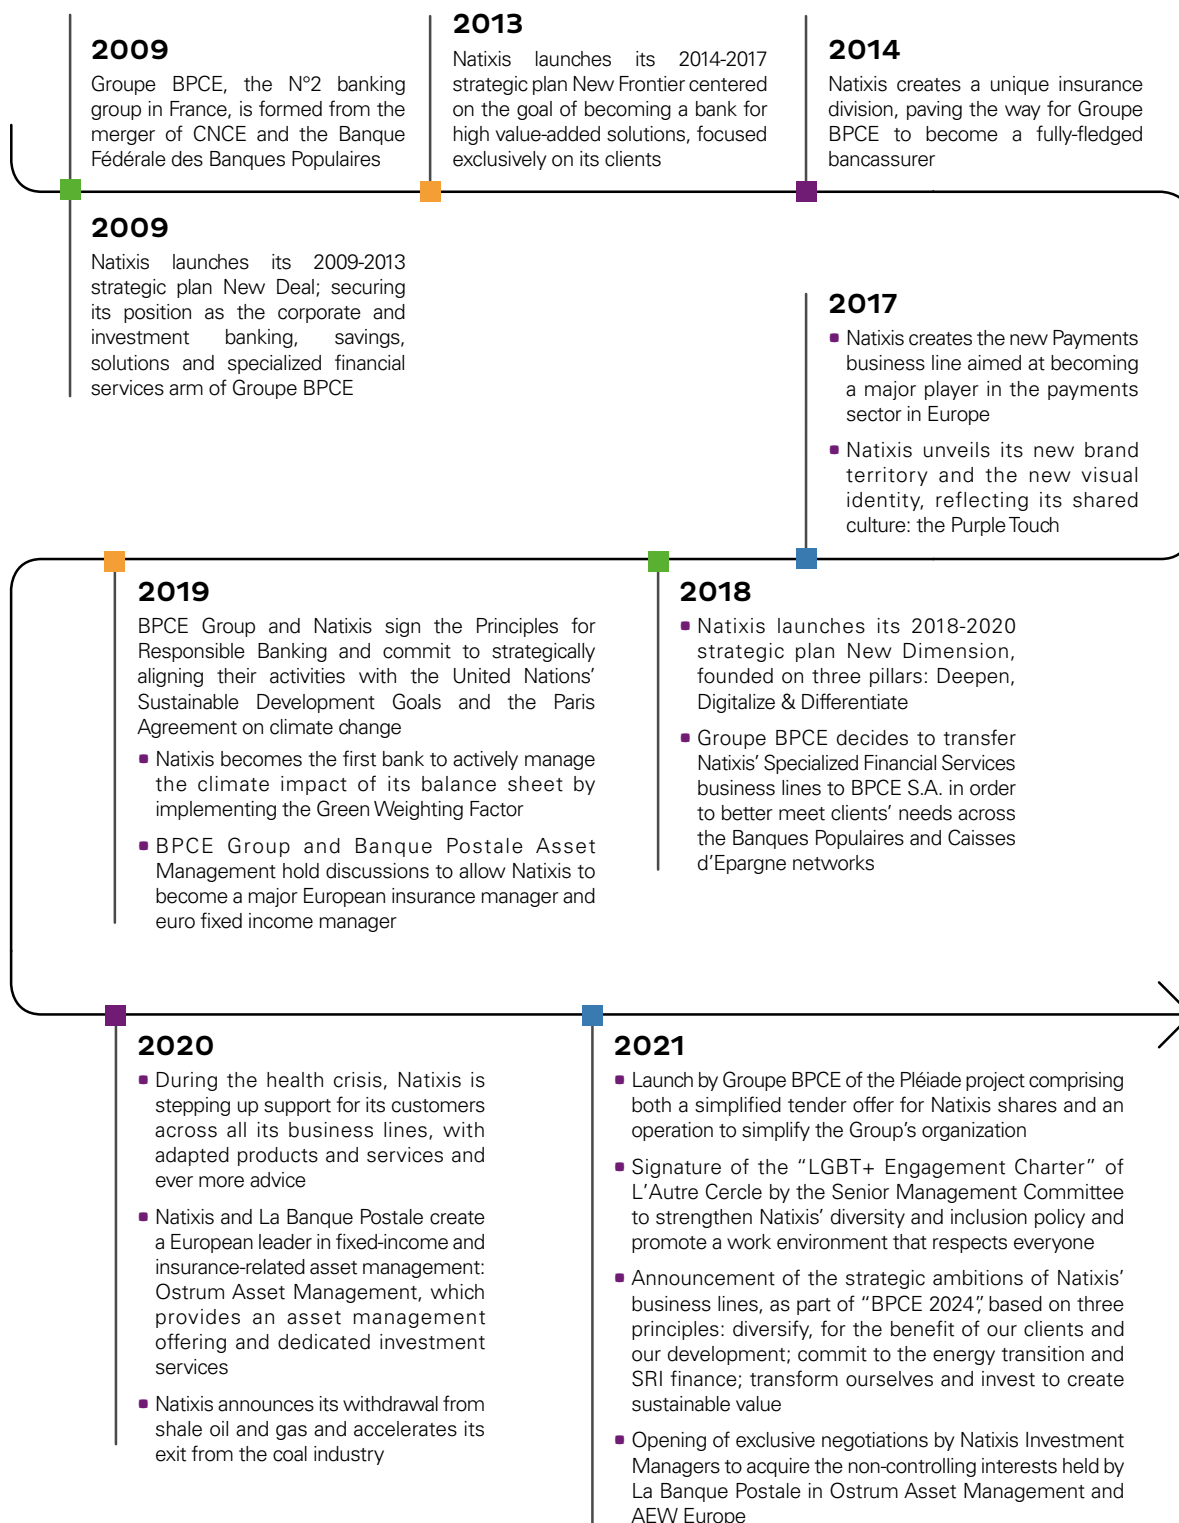 2009
Groupe BPCE, the N°2 banking
group in France, is formed from the
merger of CNCE and the Banque
Fédérale des Banques Populaires
2009
Natixis launches its 2009-2013
strategic plan New Deal; securing
its position as the corporate and
investment banking, savings,
solutions and specialized financial
services arm of Groupe BPCE
2013
Natixis launches its 2014-2017
strategic plan New Frontier centered
on the goal of becoming a bank for
high value-added solutions, focused
exclusively on its clients
2014
Natixis creates a unique insurance
division, paving the way for Groupe
BPCE to become a fully-fledged
bancassurer
2017
Natixis creates the new Payments
business line aimed at becoming
a major player in the payments
sector in Europe
Natixis unveils its new brand
territory and the new visual
identity, reflecting its shared
culture: the Purple Touch
2018
Natixis launches its 2018-2020
strategic plan New Dimension,
founded on three pillars: Deepen,
Digitalize & Differentiate
Groupe BPCE decides to transfer
Natixis’ Specialized Financial Services
business lines to BPCE S.A. in order
to better meet clients’ needs across
the Banques Populaires and Caisses
d’Epargne networks
2019
BPCE Group and Natixis sign the Principles for
Responsible Banking and commit to strategically
aligning their activities with the United Nations’
Sustainable Development Goals and the Paris
Agreement on climate change
Natixis becomes the first bank to actively manage
the climate impact of its balance sheet by
implementing the Green Weighting Factor
BPCE Group and Banque Postale Asset
Management hold discussions to allow Natixis to
become a major European insurance manager and
euro fixed income manager
2020
During the health crisis, Natixis is
stepping up support for its customers
across all its business lines, with
adapted products and services and
ever more advice
Natixis and La Banque Postale create
a European leader in fixed-income and
insurance-related asset management:
Ostrum Asset Management, which
provides an asset management
offering and dedicated investment
services
Natixis announces its withdrawal from
shale oil and gas and accelerates its
exit from the coal industry
2021
Launch by Groupe BPCE of the Pléiade project comprising
both a simplified tender offer for Natixis shares and an
operation to simplify the Group’s organization
Signature of the “LGBT+ Engagement Charter” of
L’Autre Cercle by the Senior Management Committee
to strengthen Natixis’ diversity and inclusion policy and
promote a work environment that respects everyone
Announcement of the strategic ambitions of Natixis’
business lines, as part of “BPCE 2024”, based on three
principles: diversify, for the benefit of our clients and
our development; commit to the energy transition and
SRI finance; transform ourselves and invest to create
sustainable value
Opening of exclusive negotiations by Natixis Investment
Managers to acquire the non-controlling interests held by
La Banque Postale in Ostrum Asset Management and
AEW Europe